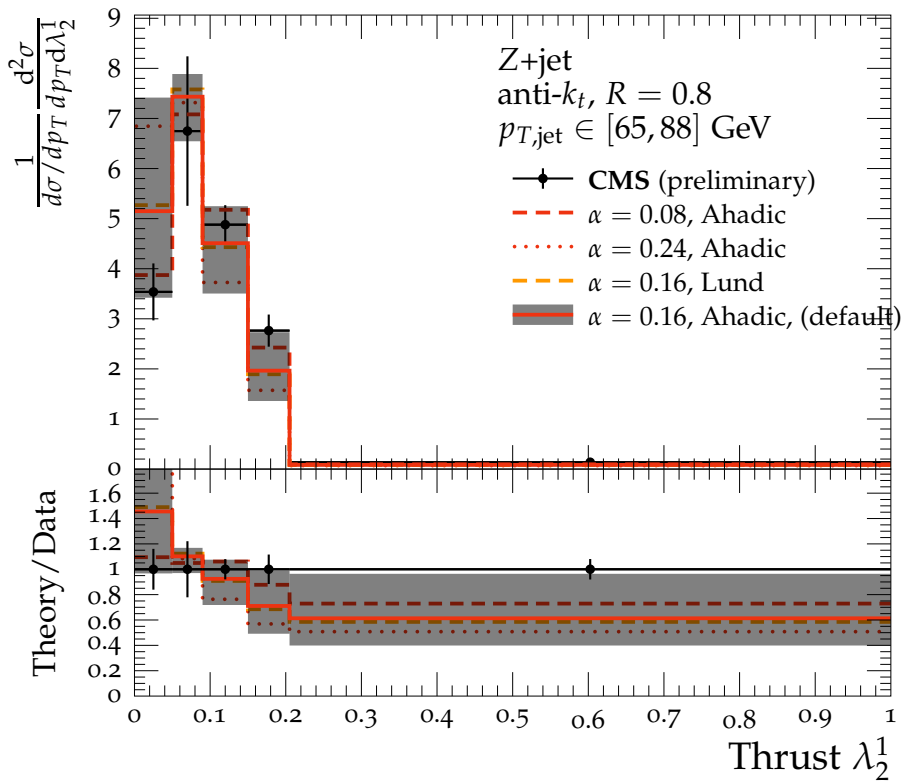 1/dσ/dp_T d²σ/dp_T dλ₂¹
9
8
7
6
5
4
3
2
1
0
Z+jet
anti-k_t, R = 0.8
p_T,jet ∈ [65, 88] GeV
CMS (preliminary)
α = 0.08, Ahadic
α = 0.24, Ahadic
α = 0.16, Lund
α = 0.16, Ahadic, (default)
Theory/Data
1.6
1.4
1.2
1
0.8
0.6
0.4
0.2
0
0 0.1 0.2 0.3 0.4 0.5 0.6 0.7 0.8 0.9 1
Thrust λ₂¹